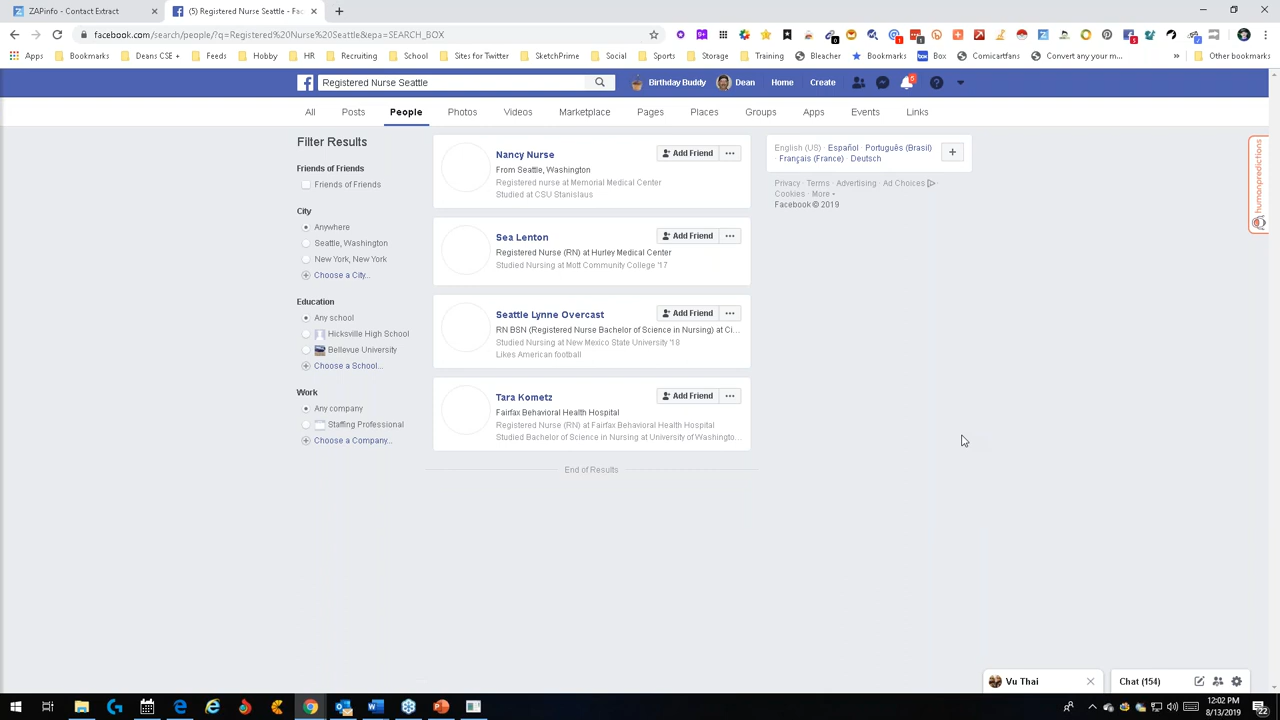 ZAPinfo - Contact Extract
(5) Registered Nurse Seattle - Fac
facebook.com/search/people/?q=Registered%20Nurse%20Seattle&epa=SEARCH_BOX
Apps Bookmarks Deans CSE + Feeds Hobby HR Recruiting School Sites for Twitter SketchPrime Social Sports Storage Training Bleacher Bookmarks Box Comicartfans Convert any your m... » Other bookmarks
Registered Nurse Seattle Birthday Buddy Dean Home Create
All Posts People Photos Videos Marketplace Pages Places Groups Apps Events Links
Filter Results
Friends of Friends
Friends of Friends
City
Anywhere
Seattle, Washington
New York, New York
Choose a City...
Education
Any school
Hicksville High School
Bellevue University
Choose a School...
Work
Any company
Staffing Professional
Choose a Company...
Nancy Nurse
Add Friend
From Seattle, Washington
Registered nurse at Memorial Medical Center
Studied at CSU Stanislaus
Sea Lenton
Add Friend
Registered Nurse (RN) at Hurley Medical Center
Studied Nursing at Mott Community College '17
Seattle Lynne Overcast
Add Friend
RN BSN (Registered Nurse Bachelor of Science in Nursing) at Ci...
Studied Nursing at New Mexico State University '18
Likes American football
Tara Kometz
Add Friend
Fairfax Behavioral Health Hospital
Registered Nurse (RN) at Fairfax Behavioral Health Hospital
Studied Bachelor of Science in Nursing at University of Washingto...
End of Results
English (US) · Español · Português (Brasil) ·
Français (France) · Deutsch
Privacy · Terms · Advertising · Ad Choices ·
Cookies · More
Facebook © 2019
humanpredictions
Vu Thai
Chat (154)
12:02 PM
8/13/2019
22